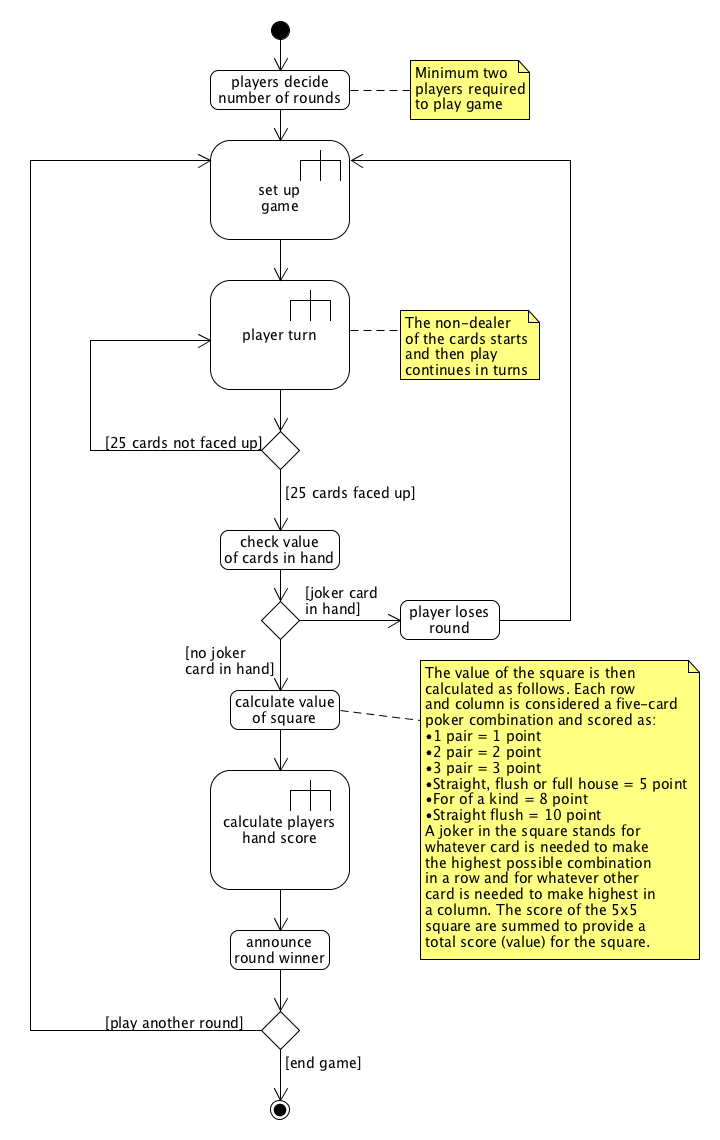 players decide
number of rounds
Minimum two
players required
to play game
set up
game
player turn
The non-dealer
of the cards starts
and then play
continues in turns
[25 cards not faced up]
[25 cards faced up]
check value
of cards in hand
[joker card
in hand]
player loses
round
[no joker
card in hand]
calculate value
of square
The value of the square is then
calculated as follows. Each row
and column is considered a five-card
poker combination and scored as:
•1 pair = 1 point
•2 pair = 2 point
•3 pair = 3 point
•Straight, flush or full house = 5 point
•For of a kind = 8 point
•Straight flush = 10 point
A joker in the square stands for
whatever card is needed to make
the highest possible combination
in a row and for whatever other
card is needed to make highest in
a column. The score of the 5x5
square are summed to provide a
total score (value) for the square.
calculate players
hand score
announce
round winner
[play another round]
[end game]